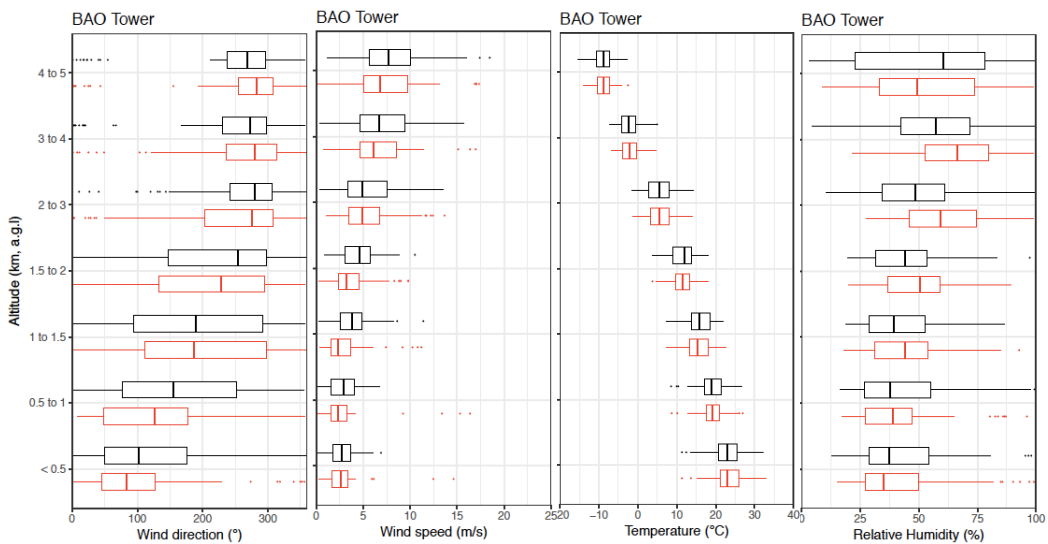 BAO Tower
BAO Tower
BAO Tower
BAO Tower
Altitude (km, a.g.l)
4 to 5
3 to 4
2 to 3
1.5 to 2
1 to 1.5
0.5 to 1
< 0.5
0 100 200 300
0 5 10 15 20 25
-20 -10 0 10 20 30 40
0 25 50 75 100
Wind direction (°)
Wind speed (m/s)
Temperature (°C)
Relative Humidity (%)